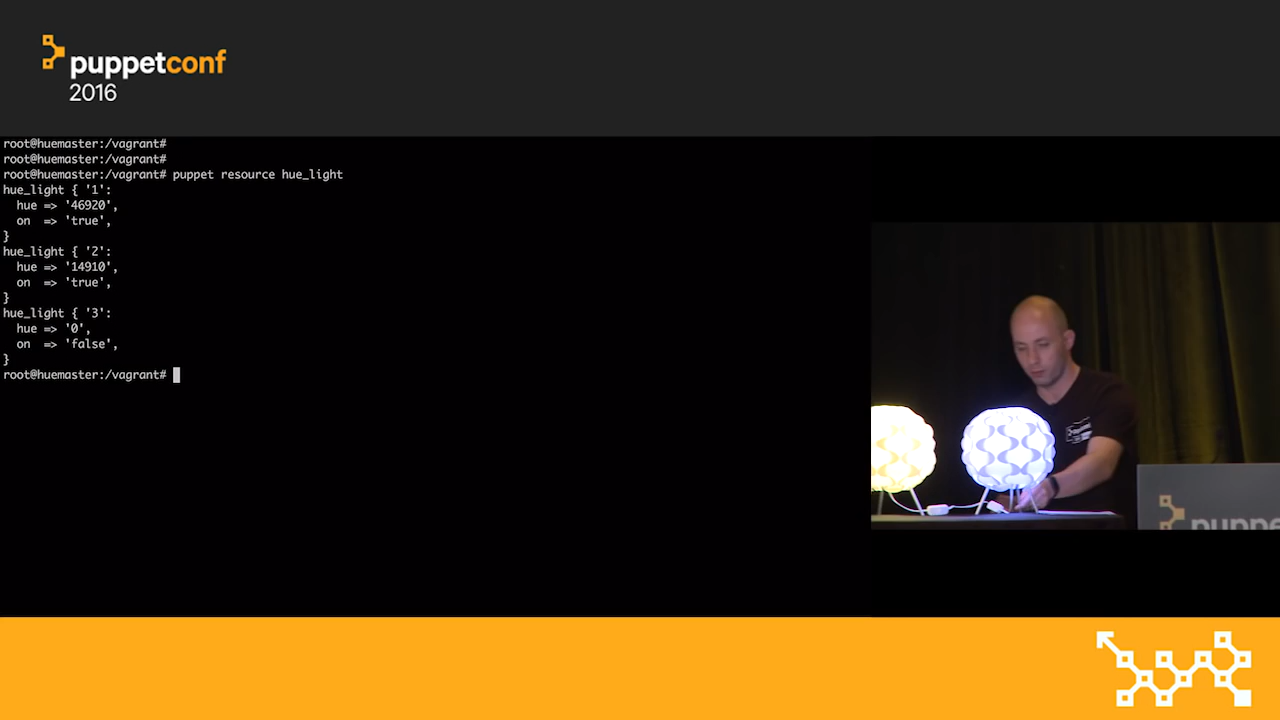 puppetconf
2016
root@huemaster:/vagrant#
root@huemaster:/vagrant#
root@huemaster:/vagrant# puppet resource hue_light
hue_light { '1':
  hue => '46920',
  on  => 'true',
}
hue_light { '2':
  hue => '14910',
  on  => 'true',
}
hue_light { '3':
  hue => '0',
  on  => 'false',
}
root@huemaster:/vagrant#
puppe